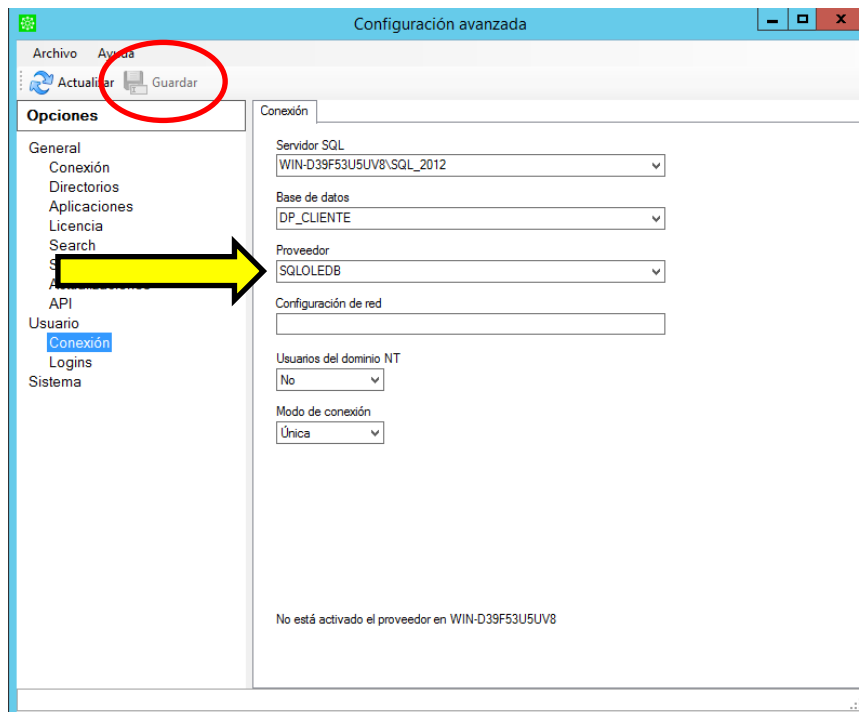 Configuración avanzada
Archivo Ayuda
Actualizar Guardar
Opciones
Conexión
General
Conexión
Directorios
Aplicaciones
Licencia
Search
API
Usuario
Conexión
Logins
Sistema
Servidor SQL
WIN-D39F53U5UV8\SQL_2012
Base de datos
DP_CLIENTE
Proveedor
SQLOLEDB
Configuración de red
Usuarios del dominio NT
No
Modo de conexión
Única
No está activado el proveedor en WIN-D39F53U5UV8